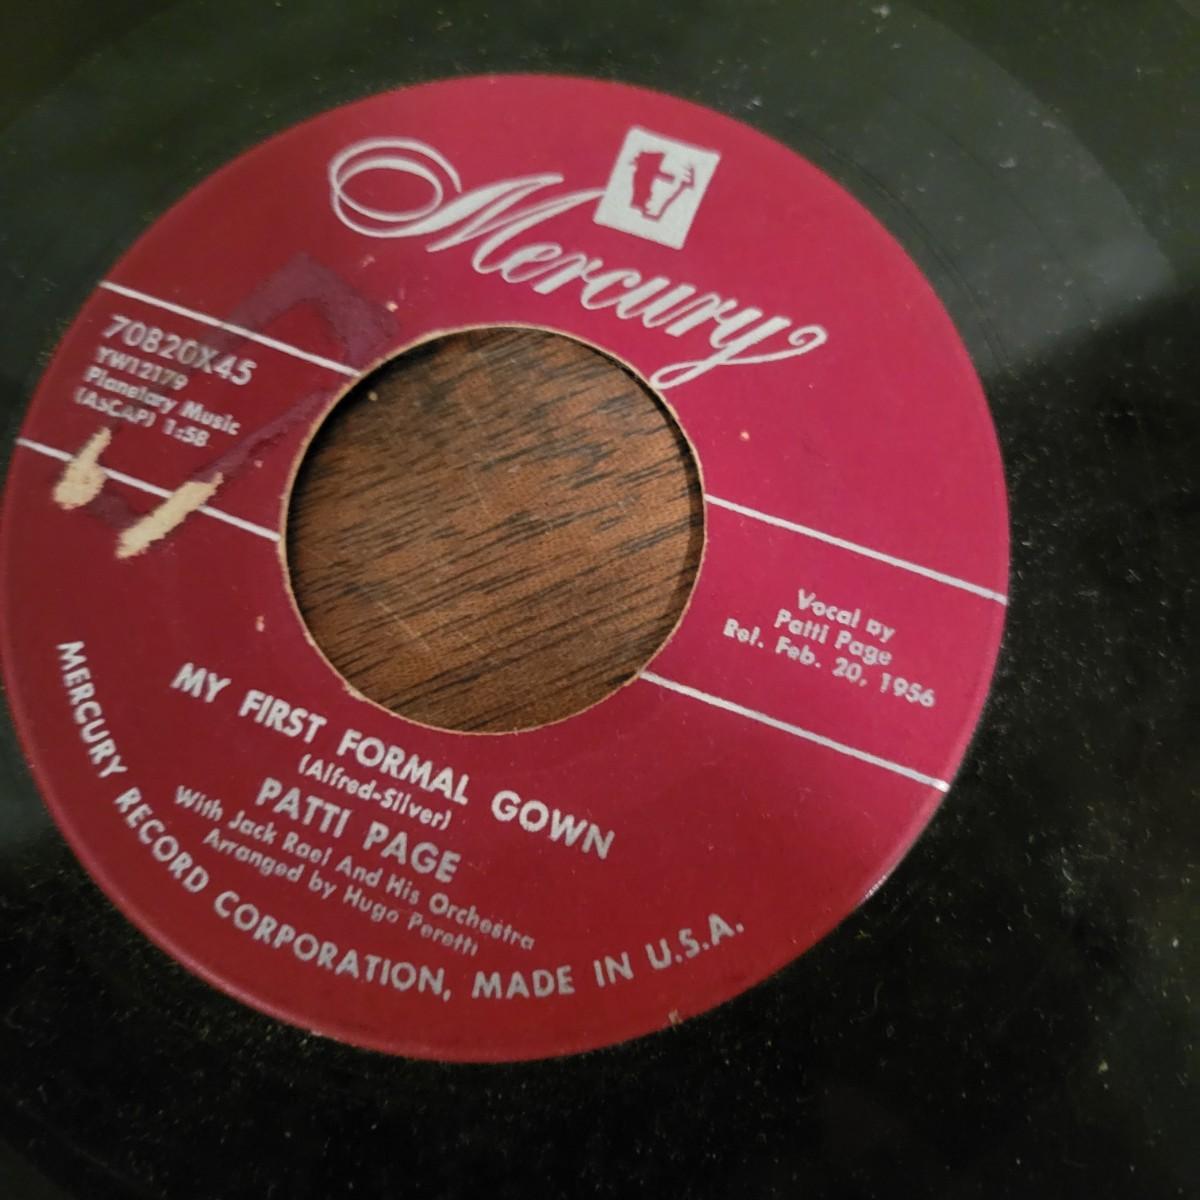 Mercury
70820X45
YW12179
Planetary Music
(ASCAP) 1:58
Vocal by
Patti Page
Rel. Feb. 20, 1956
MY FIRST FORMAL GOWN
(Alfred-Silver)
PATTI PAGE
With Jack Rael And His Orchestra
Arranged by Hugo Peretti
MERCURY RECORD CORPORATION, MADE IN U.S.A.